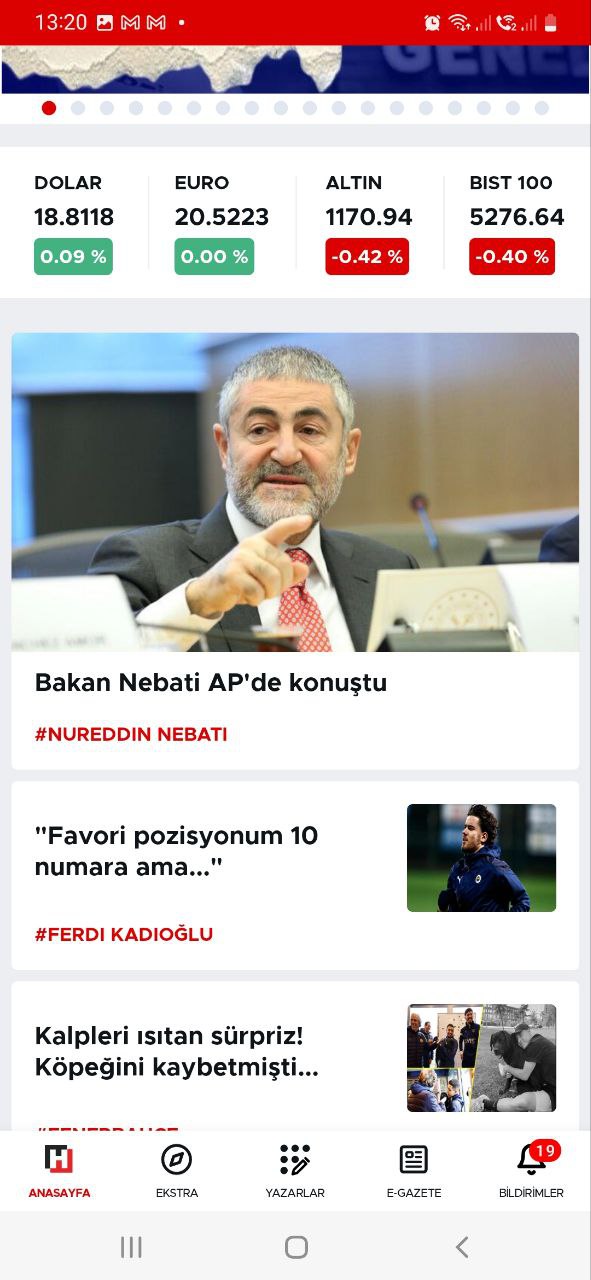 13:20
GENEL
DOLAR
18.8118
0.09 %
EURO
20.5223
0.00 %
ALTIN
1170.94
-0.42 %
BIST 100
5276.64
-0.40 %
Bakan Nebati AP'de konuştu
#NUREDDIN NEBATI
"Favori pozisyonum 10
numara ama..."
#FERDI KADIOĞLU
Kalpleri ısıtan sürpriz!
Köpeğini kaybetmişti...
#FENERBAHÇE
ANASAYFA
EKSTRA
YAZARLAR
E-GAZETE
19
BİLDİRİMLER